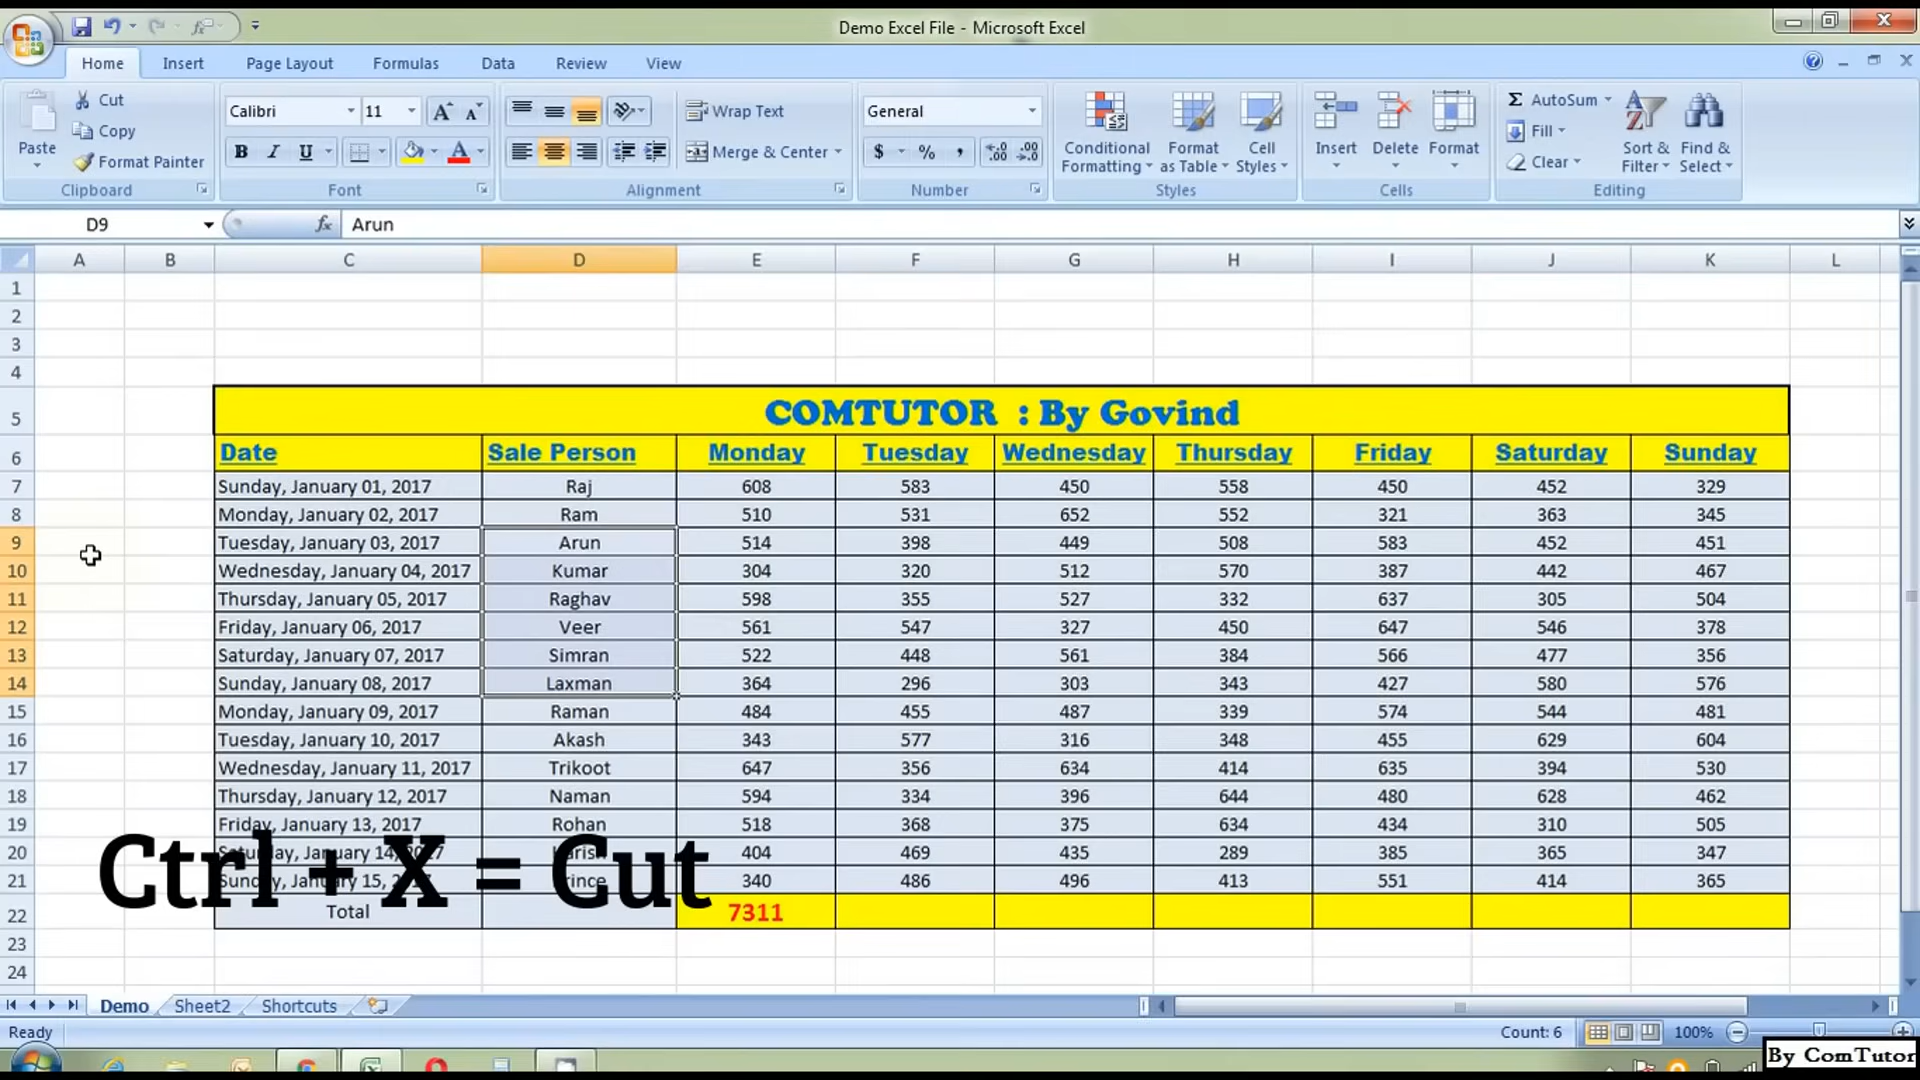 Demo Excel File - Microsoft Excel
Home Insert Page Layout Formulas Data Review View
Paste
Cut
Copy
Format Painter
Clipboard
Calibri 11
B I U
Font
Wrap Text
Merge & Center
Alignment
General
$ % ,
Number
Conditional Formatting
Format as Table
Cell Styles
Styles
Insert Delete Format
Cells
Σ AutoSum
Fill
Clear
Sort & Filter
Find & Select
Editing
D9 fx Arun
A B C D E F G H I J K L
1
2
3
4
5 COMTUTOR : By Govind
6 Date Sale Person Monday Tuesday Wednesday Thursday Friday Saturday Sunday
7 Sunday, January 01, 2017 Raj 608 583 450 558 450 452 329
8 Monday, January 02, 2017 Ram 510 531 652 552 321 363 345
9 Tuesday, January 03, 2017 Arun 514 398 449 508 583 452 451
10 Wednesday, January 04, 2017 Kumar 304 320 512 570 387 442 467
11 Thursday, January 05, 2017 Raghav 598 355 527 332 637 305 504
12 Friday, January 06, 2017 Veer 561 547 327 450 647 546 378
13 Saturday, January 07, 2017 Simran 522 448 561 384 566 477 356
14 Sunday, January 08, 2017 Laxman 364 296 303 343 427 580 576
15 Monday, January 09, 2017 Raman 484 455 487 339 574 544 481
16 Tuesday, January 10, 2017 Akash 343 577 316 348 455 629 604
17 Wednesday, January 11, 2017 Trikoot 647 356 634 414 635 394 530
18 Thursday, January 12, 2017 Naman 594 334 396 644 480 628 462
19 Friday, January 13, 2017 Rohan 518 368 375 634 434 310 505
20 January 404 469 435 289 385 365 347
21 Sunday, January 15, 340 486 496 413 551 414 365
Ctrl + X = Cut
22 Total 7311
23
24
Demo Sheet2 Shortcuts
Ready Count: 6 100%
By ComTutor